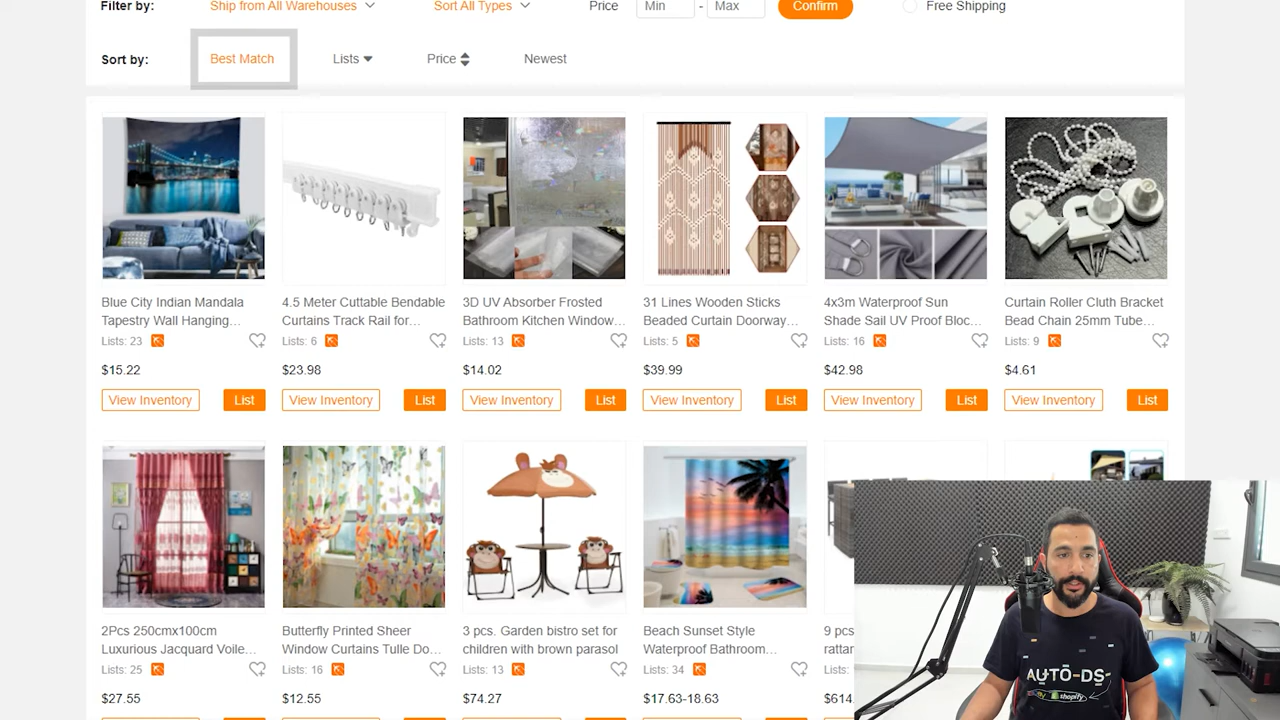 Filter by: Ship from All Warehouses Sort All Types Price Min - Max Confirm Free Shipping
Sort by: Best Match Lists Price Newest
Blue City Indian Mandala
Tapestry Wall Hanging...
Lists: 23
$15.22
View Inventory List
4.5 Meter Cuttable Bendable
Curtains Track Rail for...
Lists: 6
$23.98
View Inventory List
3D UV Absorber Frosted
Bathroom Kitchen Window...
Lists: 13
$14.02
View Inventory List
31 Lines Wooden Sticks
Beaded Curtain Doorway...
Lists: 5
$39.99
View Inventory List
4x3m Waterproof Sun
Shade Sail UV Proof Bloc...
Lists: 16
$42.98
View Inventory List
Curtain Roller Cluth Bracket
Bead Chain 25mm Tube...
Lists: 9
$4.61
View Inventory List
2Pcs 250cmx100cm
Luxurious Jacquard Voile...
Lists: 25
$27.55
Butterfly Printed Sheer
Window Curtains Tulle Do...
Lists: 16
$12.55
3 pcs. Garden bistro set for
children with brown parasol
Lists: 13
$74.27
Beach Sunset Style
Waterproof Bathroom...
Lists: 34
$17.63-18.63
9 pcs
rattar
Lists:
$614
AUTO-DS
shopify